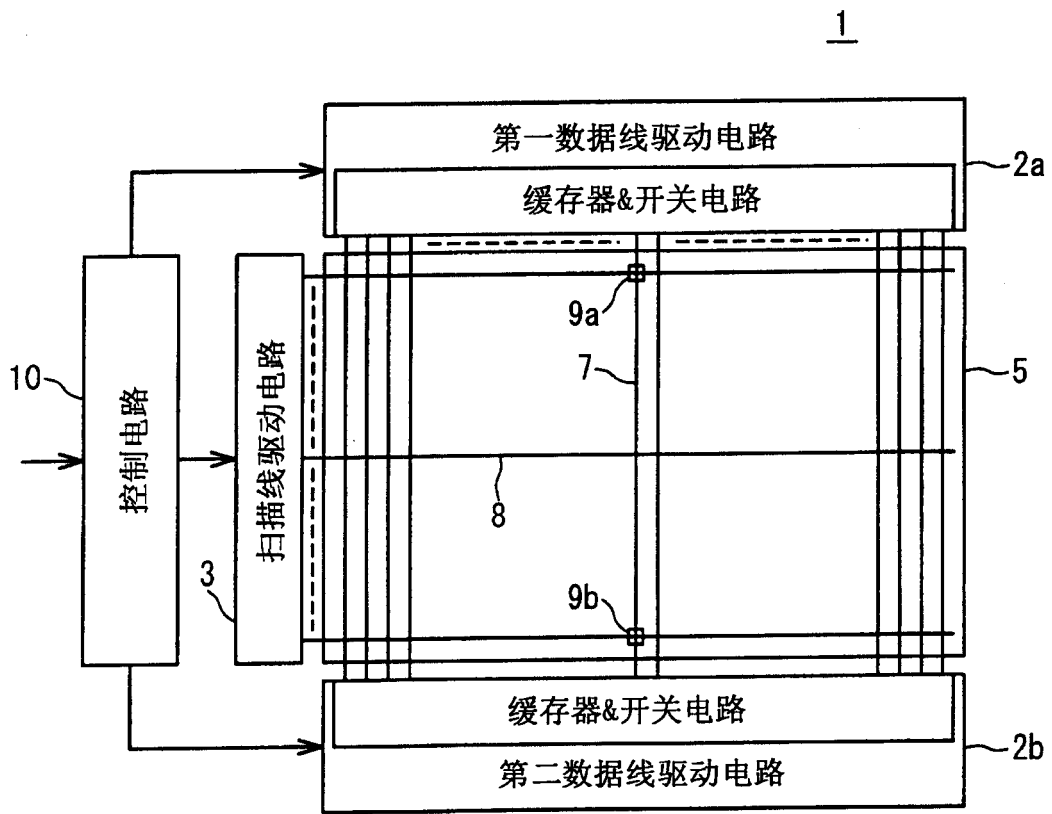 1
第一数据线驱动电路
2a
缓存器&开关电路
9a
7
5
10
控制电路
扫描线驱动电路
8
3
9b
缓存器&开关电路
2b
第二数据线驱动电路